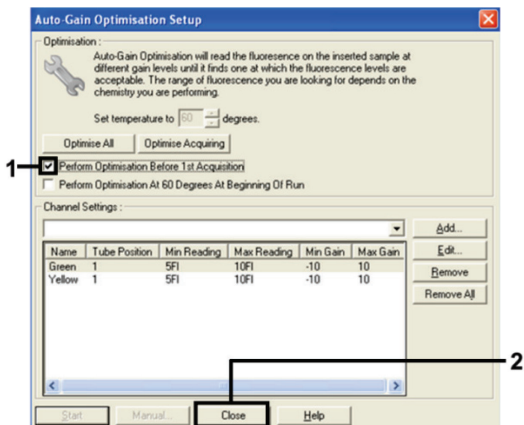 Auto-Gain Optimisation Setup
Optimisation :
Auto-Gain Optimisation will read the fluoresence on the inserted sample at
different gain levels until it finds one at which the fluorescence levels are
acceptable. The range of fluorescence you are looking for depends on the
chemistry you are performing.
Set temperature to 60 degrees.
Optimise All Optimise Acquiring
1 Perform Optimisation Before 1st Acquisition
Perform Optimisation At 60 Degrees At Beginning Of Run
Channel Settings :
Add...
Name Tube Position Min Reading Max Reading Min Gain Max Gain Edit...
Green 1 5Fl 10Fl -10 10
Yellow 1 5Fl 10Fl -10 10
Remove
Remove All
2
Start Manual... Close Help